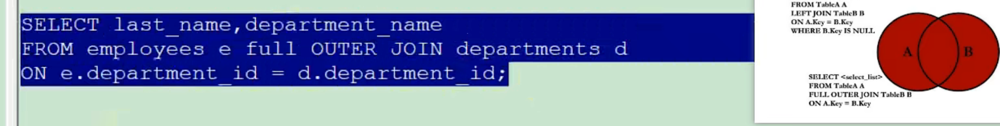 SELECT last_name,department_name
FROM employees e full OUTER JOIN departments d
ON e.department_id = d.department_id;
FROM TableA A
LEFT JOIN TableB B
ON A.Key = B.Key
WHERE B.Key IS NULL
A
B
SELECT <select_list>
FROM TableA A
FULL OUTER JOIN TableB B
ON A.Key = B.Key